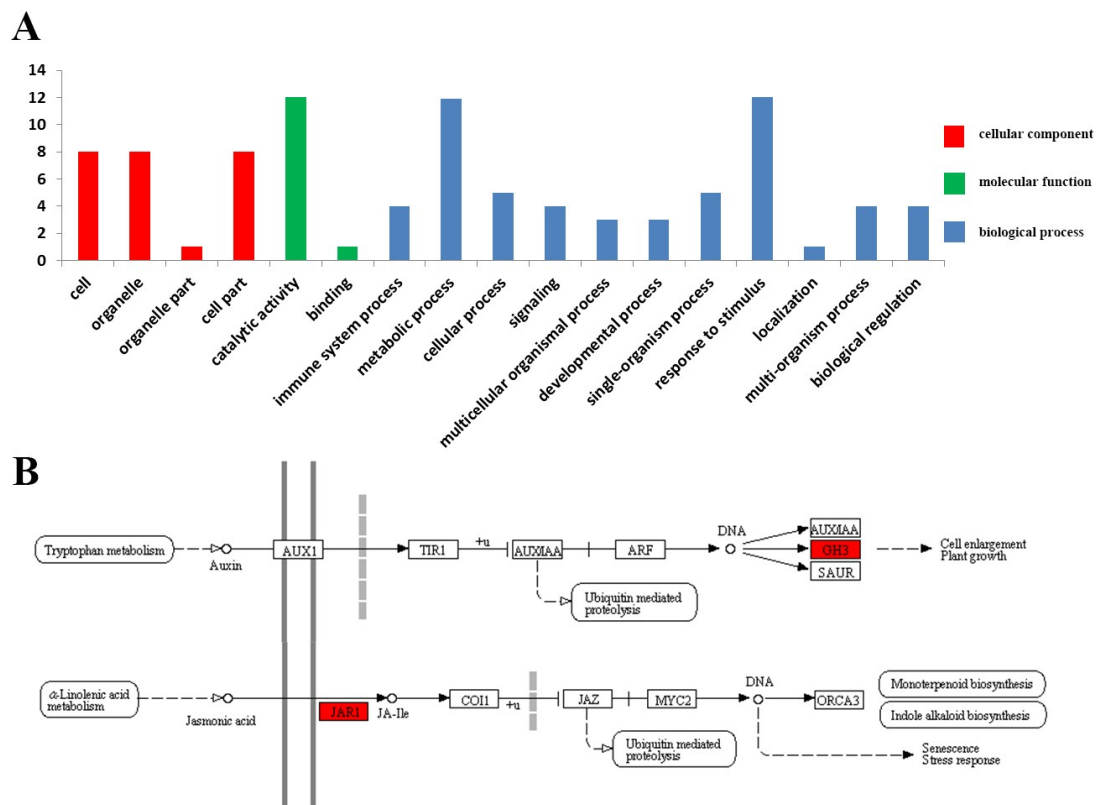 A
14
12
10
8
6
4
2
0
cell
organelle
organelle part
cell part
catalytic activity
binding
immune system process
metabolic process
cellular process
signaling
multicellular organismal process
developmental process
single-organism process
response to stimulus
localization
multi-organism process
biological regulation
cellular component
molecular function
biological process
B
Tryptophan metabolism
Auxin
AUX1
TIR1
+u
AUX/IAA
ARF
DNA
AUX/IAA
GH3
SAUR
Cell enlargement
Plant growth
Ubiquitin mediated
proteolysis
α-Linolenic acid
metabolism
Jasmonic acid
JAR1
JA-Ile
COI1
+u
JAZ
MYC2
DNA
ORCA3
Monoterpenoid biosynthesis
Indole alkaloid biosynthesis
Ubiquitin mediated
proteolysis
Senescence
Stress response